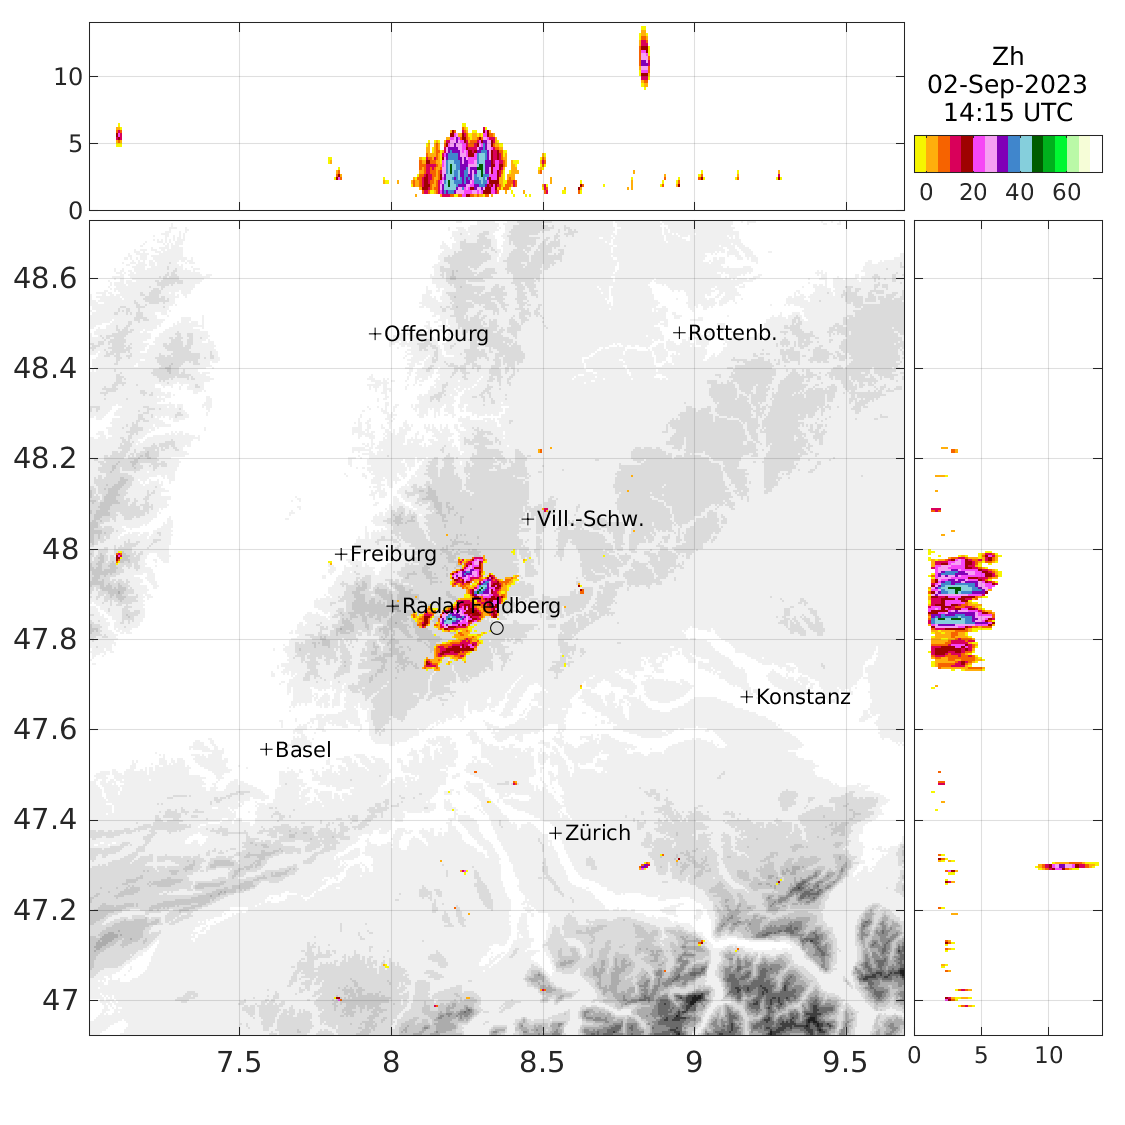 10
5
0
Zh
02-Sep-2023
14:15 UTC
0 20 40 60
48.6
48.4
48.2
48
47.8
47.6
47.4
47.2
47
+Offenburg
+Rottenb.
+Vill.-Schw.
+Freiburg
+Radar Feldberg
+Konstanz
+Basel
+Zürich
7.5 8 8.5 9 9.5
0 5 10